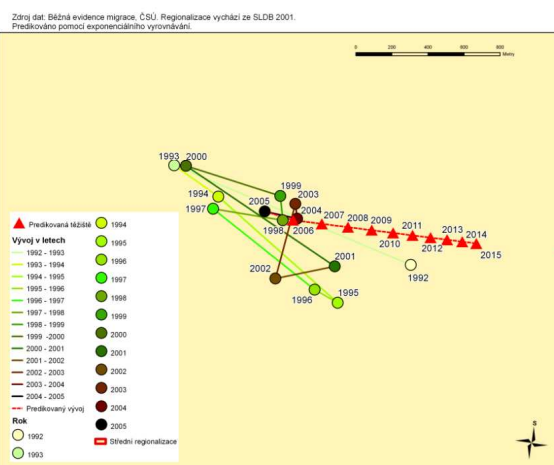 Zdroj dat: Běžná evidence migrace, ČSÚ. Regionalizace vychází ze SLDB 2001.
Predikováno pomocí exponenciálního vyrovnávání.
0 200 400 600 800
Metry
1993 2000
1994
1997
2005
1999
2003
2004
1998
2006
2007
2008
2009
2010
2011
2012
2013
2014
2015
2002
2001
1992
1996
1995
Predikovaná těžiště
Vývoj v letech
1992 - 1993
1993 - 1994
1994 - 1995
1995 - 1996
1996 - 1997
1997 - 1998
1998 - 1999
1999 -2000
2000 - 2001
2001 - 2002
2002 - 2003
2003 - 2004
2004 - 2005
Predikovaný vývoj
Rok
1992
1993
1994
1995
1996
1997
1998
1999
2000
2001
2002
2003
2004
2005
Střední regionalizace
S